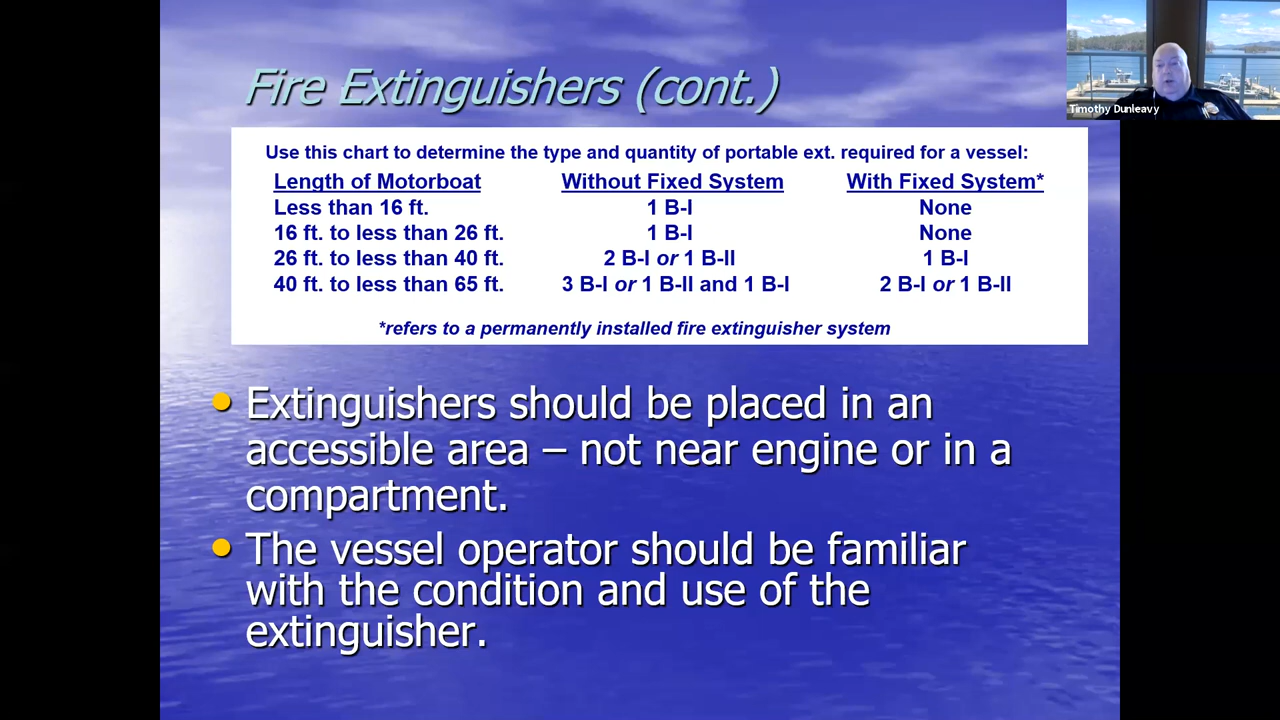 Fire Extinguishers (cont.)
Timothy Dunleavy
Use this chart to determine the type and quantity of portable ext. required for a vessel:
Length of Motorboat Without Fixed System With Fixed System*
Less than 16 ft. 1 B-I None
16 ft. to less than 26 ft. 1 B-I None
26 ft. to less than 40 ft. 2 B-I or 1 B-II 1 B-I
40 ft. to less than 65 ft. 3 B-I or 1 B-II and 1 B-I 2 B-I or 1 B-II
*refers to a permanently installed fire extinguisher system
• Extinguishers should be placed in an
accessible area – not near engine or in a
compartment.
• The vessel operator should be familiar
with the condition and use of the
extinguisher.